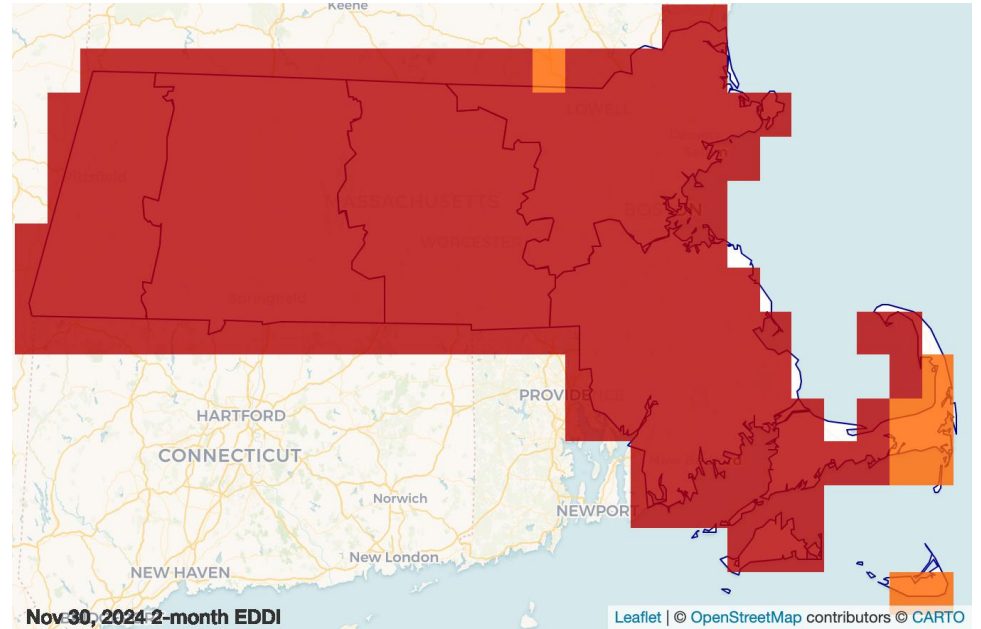 Keene
LOWELL
MASSACHUSETTS
BOSTON
WORCESTER
Springfield
PROVIDENCE
HARTFORD
CONNECTICUT
Norwich
NEWPORT
New London
NEW HAVEN
Nov 30, 2024 2-month EDDI
Leaflet | © OpenStreetMap contributors © CARTO